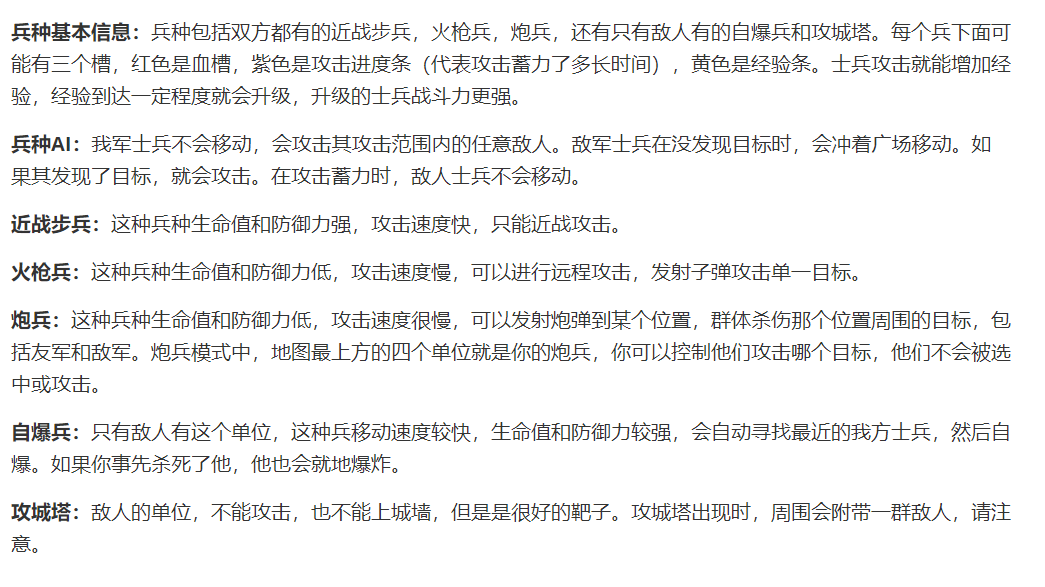 兵种基本信息：兵种包括双方都有的近战步兵，火枪兵，炮兵，还有只有敌人有的自爆兵和攻城塔。每个兵下面可
能有三个槽，红色是血槽，紫色是攻击进度条（代表攻击蓄力了多长时间），黄色是经验条。士兵攻击就能增加经
验，经验到达一定程度就会升级，升级的士兵战斗力更强。
兵种AI：我军士兵不会移动，会攻击其攻击范围内的任意敌人。敌军士兵在没发现目标时，会冲着广场移动。如
果其发现了目标，就会攻击。在攻击蓄力时，敌人士兵不会移动。
近战步兵：这种兵种生命值和防御力强，攻击速度快，只能近战攻击。
火枪兵：这种兵种生命值和防御力低，攻击速度慢，可以进行远程攻击，发射子弹攻击单一目标。
炮兵：这种兵种生命值和防御力低，攻击速度很慢，可以发射炮弹到某个位置，群体杀伤那个位置周围的目标，包
括友军和敌军。炮兵模式中，地图最上方的四个单位就是你的炮兵，你可以控制他们攻击哪个目标，他们不会被选
中或攻击。
自爆兵：只有敌人有这个单位，这种兵移动速度较快，生命值和防御力较强，会自动寻找最近的我方士兵，然后自
爆。如果你事先杀死了他，他也会就地爆炸。
攻城塔：敌人的单位，不能攻击，也不能上城墙，但是是很好的靶子。攻城塔出现时，周围会附带一群敌人，请注
意。